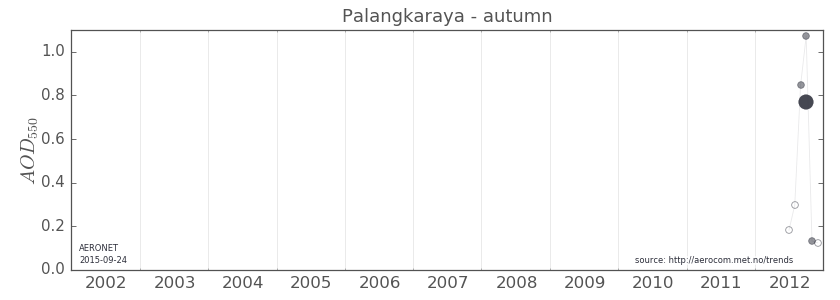 Palangkaraya - autumn
AOD550
1.0
0.8
0.6
0.4
0.2
0.0
AERONET
2015-09-24
source: http://aerocom.met.no/trends
2002 2003 2004 2005 2006 2007 2008 2009 2010 2011 2012